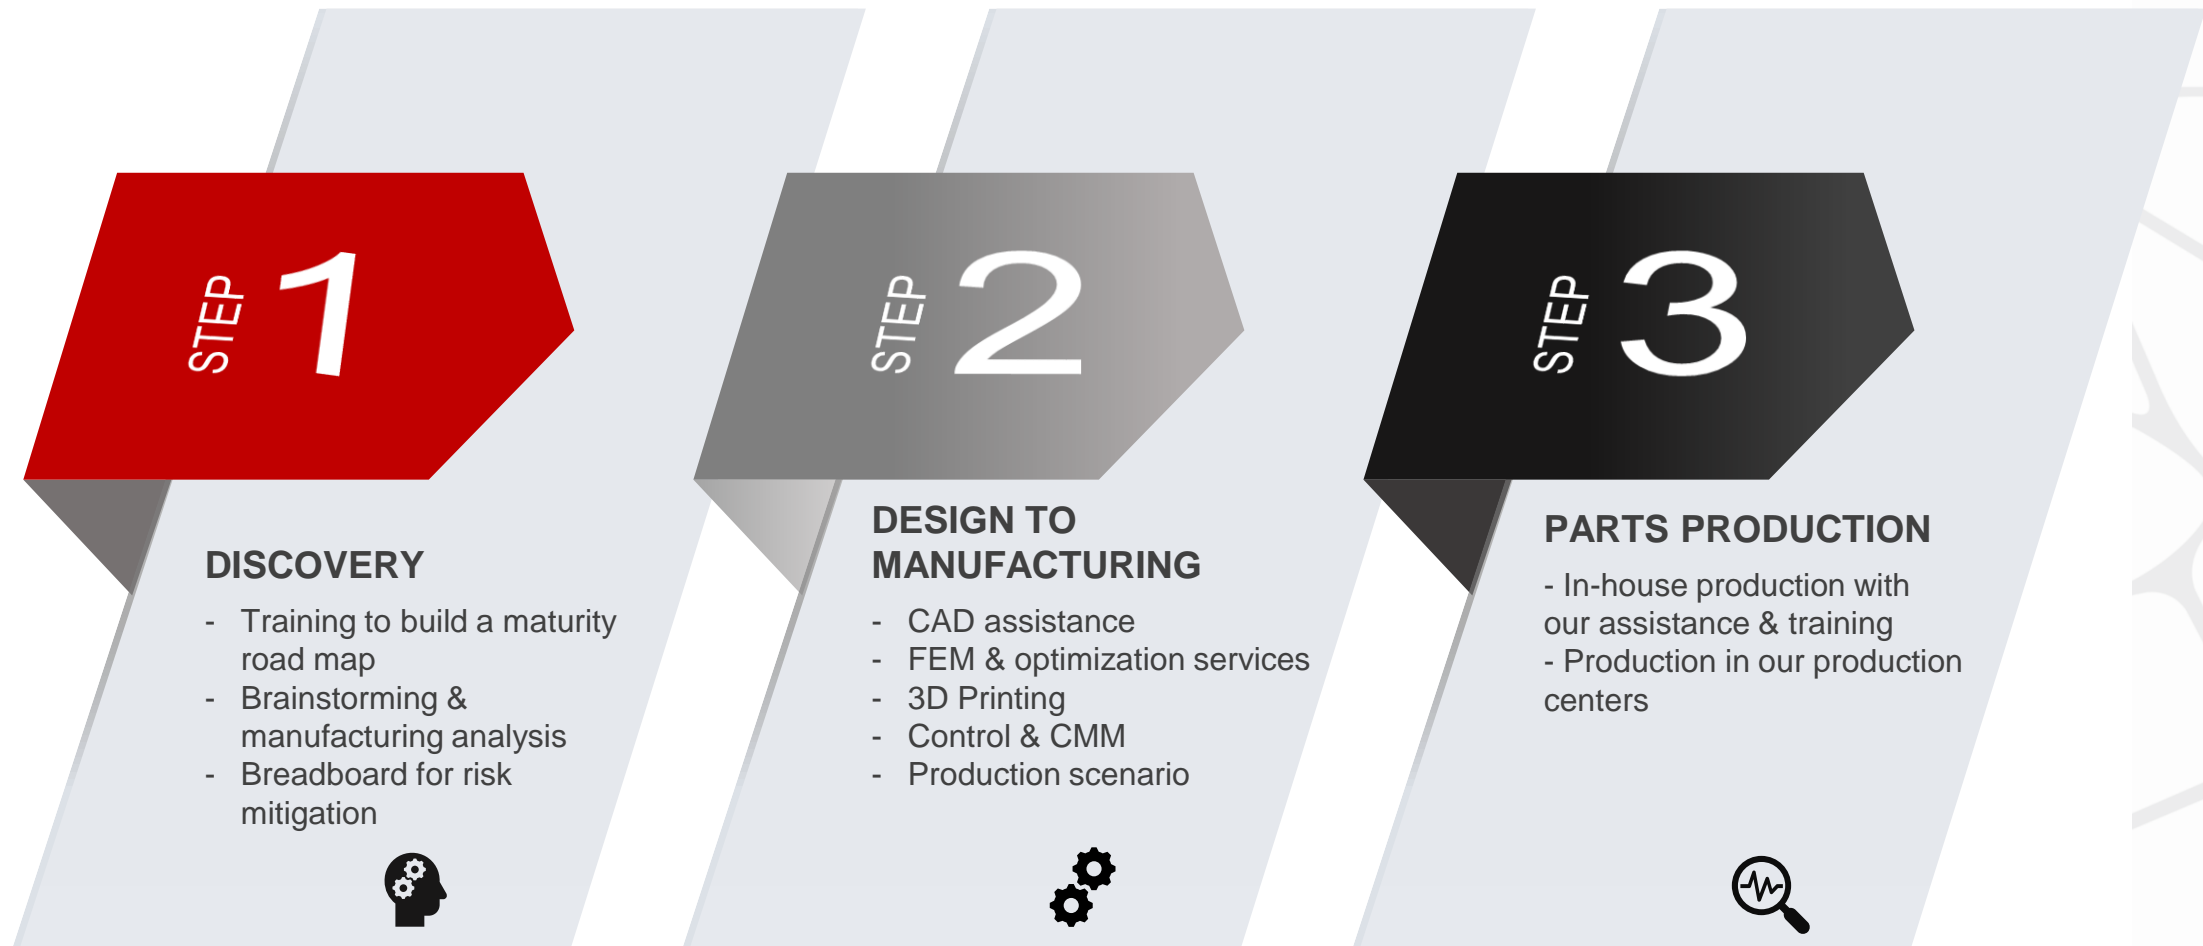 STEP 1
DISCOVERY
- Training to build a maturity
road map
- Brainstorming &
manufacturing analysis
- Breadboard for risk
mitigation
STEP 2
DESIGN TO
MANUFACTURING
- CAD assistance
- FEM & optimization services
- 3D Printing
- Control & CMM
- Production scenario
STEP 3
PARTS PRODUCTION
- In-house production with
our assistance & training
- Production in our production
centers